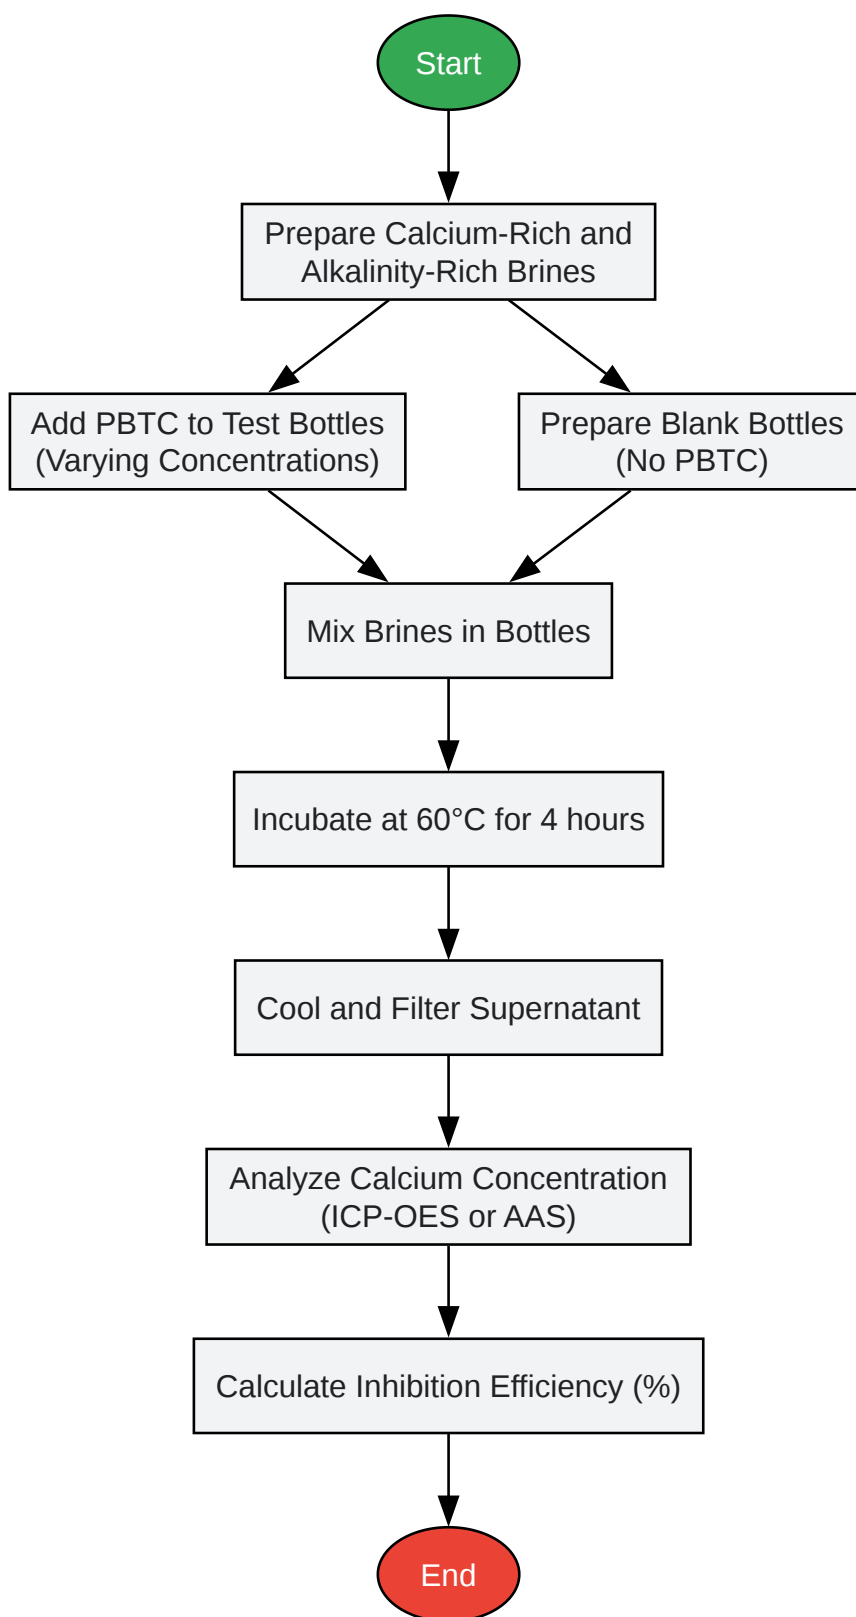 Start
Prepare Calcium-Rich and
Alkalinity-Rich Brines
Add PBTC to Test Bottles
(Varying Concentrations)
Prepare Blank Bottles
(No PBTC)
Mix Brines in Bottles
Incubate at 60°C for 4 hours
Cool and Filter Supernatant
Analyze Calcium Concentration
(ICP-OES or AAS)
Calculate Inhibition Efficiency (%)
End